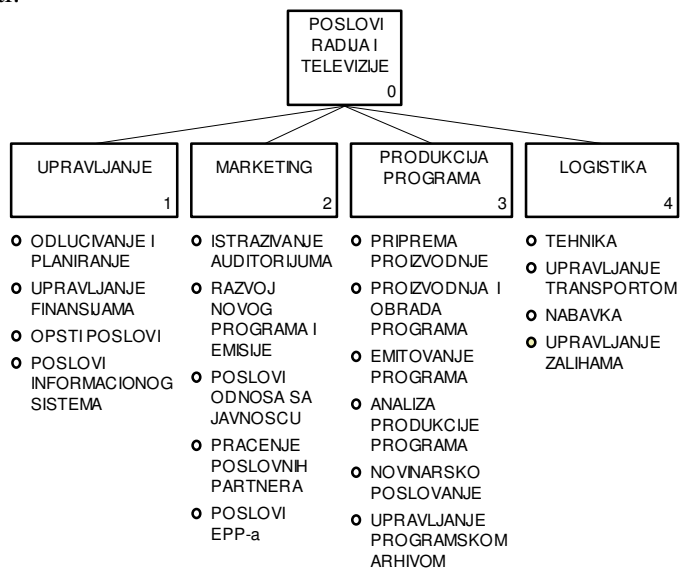 POSLOVI
RADIJA I
TELEVIZIJE
0
UPRAVLJANJE
1
MARKETING
2
PRODUKCIJA
PROGRAMA
3
LOGISTIKA
4
ODLUCIVANJE I
PLANIRANJE
UPRAVLJANJE
FINANSIJAMA
OPSTI POSLOVI
POSLOVI
INFORMACIONOG
SISTEMA
ISTRAZIVANJE
AUDITORIJUMA
RAZVOJ
NOVOG
PROGRAMA I
EMISIJE
POSLOVI
ODNOSA SA
JAVNOSCU
PRACENJE
POSLOVNIH
PARTNERA
POSLOVI
EPP-a
PRIPREMA
PROIZVODNJE
PROIZVODNJA I
OBRADA
PROGRAMA
EMITOVANJE
PROGRAMA
ANALIZA
PRODUKCIJE
PROGRAMA
NOVINARSKO
POSLOVANJE
UPRAVLJANJE
PROGRAMSKOM
ARHIVOM
TEHNIKA
UPRAVLJANJE
TRANSPORTOM
NABAVKA
UPRAVLJANJE
ZALIHAMA